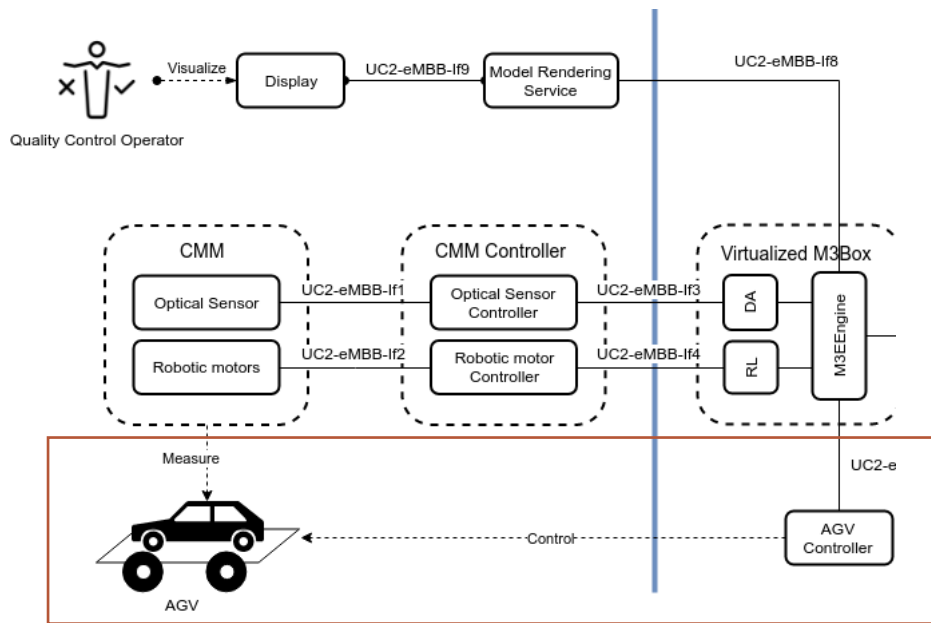 Visualize
Display
UC2-eMBB-If9
Model Rendering
Service
UC2-eMBB-If8
Quality Control Operator
CMM
CMM Controller
Virtualized M3Box
Optical Sensor
UC2-eMBB-If1
Optical Sensor
Controller
UC2-eMBB-If3
DA
M3EEngine
Robotic motors
UC2-eMBB-If2
Robotic motor
Controller
UC2-eMBB-If4
RL
Measure
UC2-e
Control
AGV
Controller
AGV